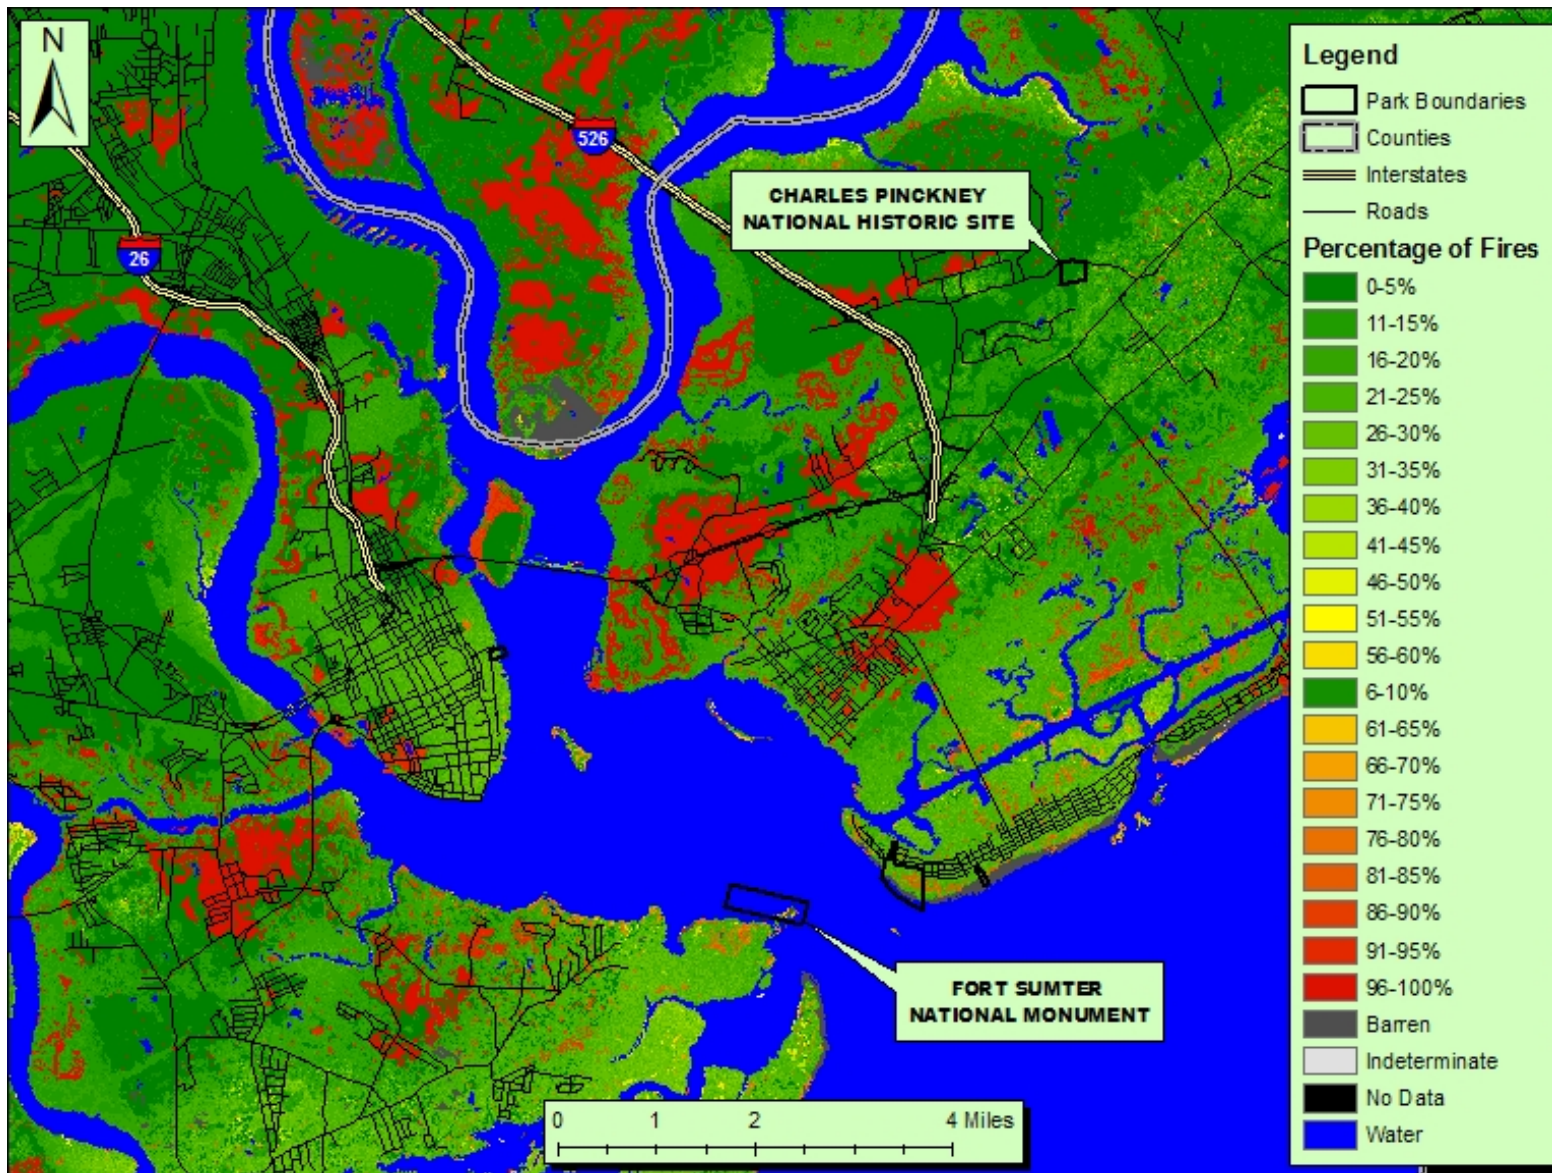 N
526
26
CHARLES PINCKNEY
NATIONAL HISTORIC SITE
FORT SUMTER
NATIONAL MONUMENT
0 1 2 4 Miles
Legend
Park Boundaries
Counties
Interstates
Roads
Percentage of Fires
0-5%
11-15%
16-20%
21-25%
26-30%
31-35%
36-40%
41-45%
46-50%
51-55%
56-60%
6-10%
61-65%
66-70%
71-75%
76-80%
81-85%
86-90%
91-95%
96-100%
Barren
Indeterminate
No Data
Water